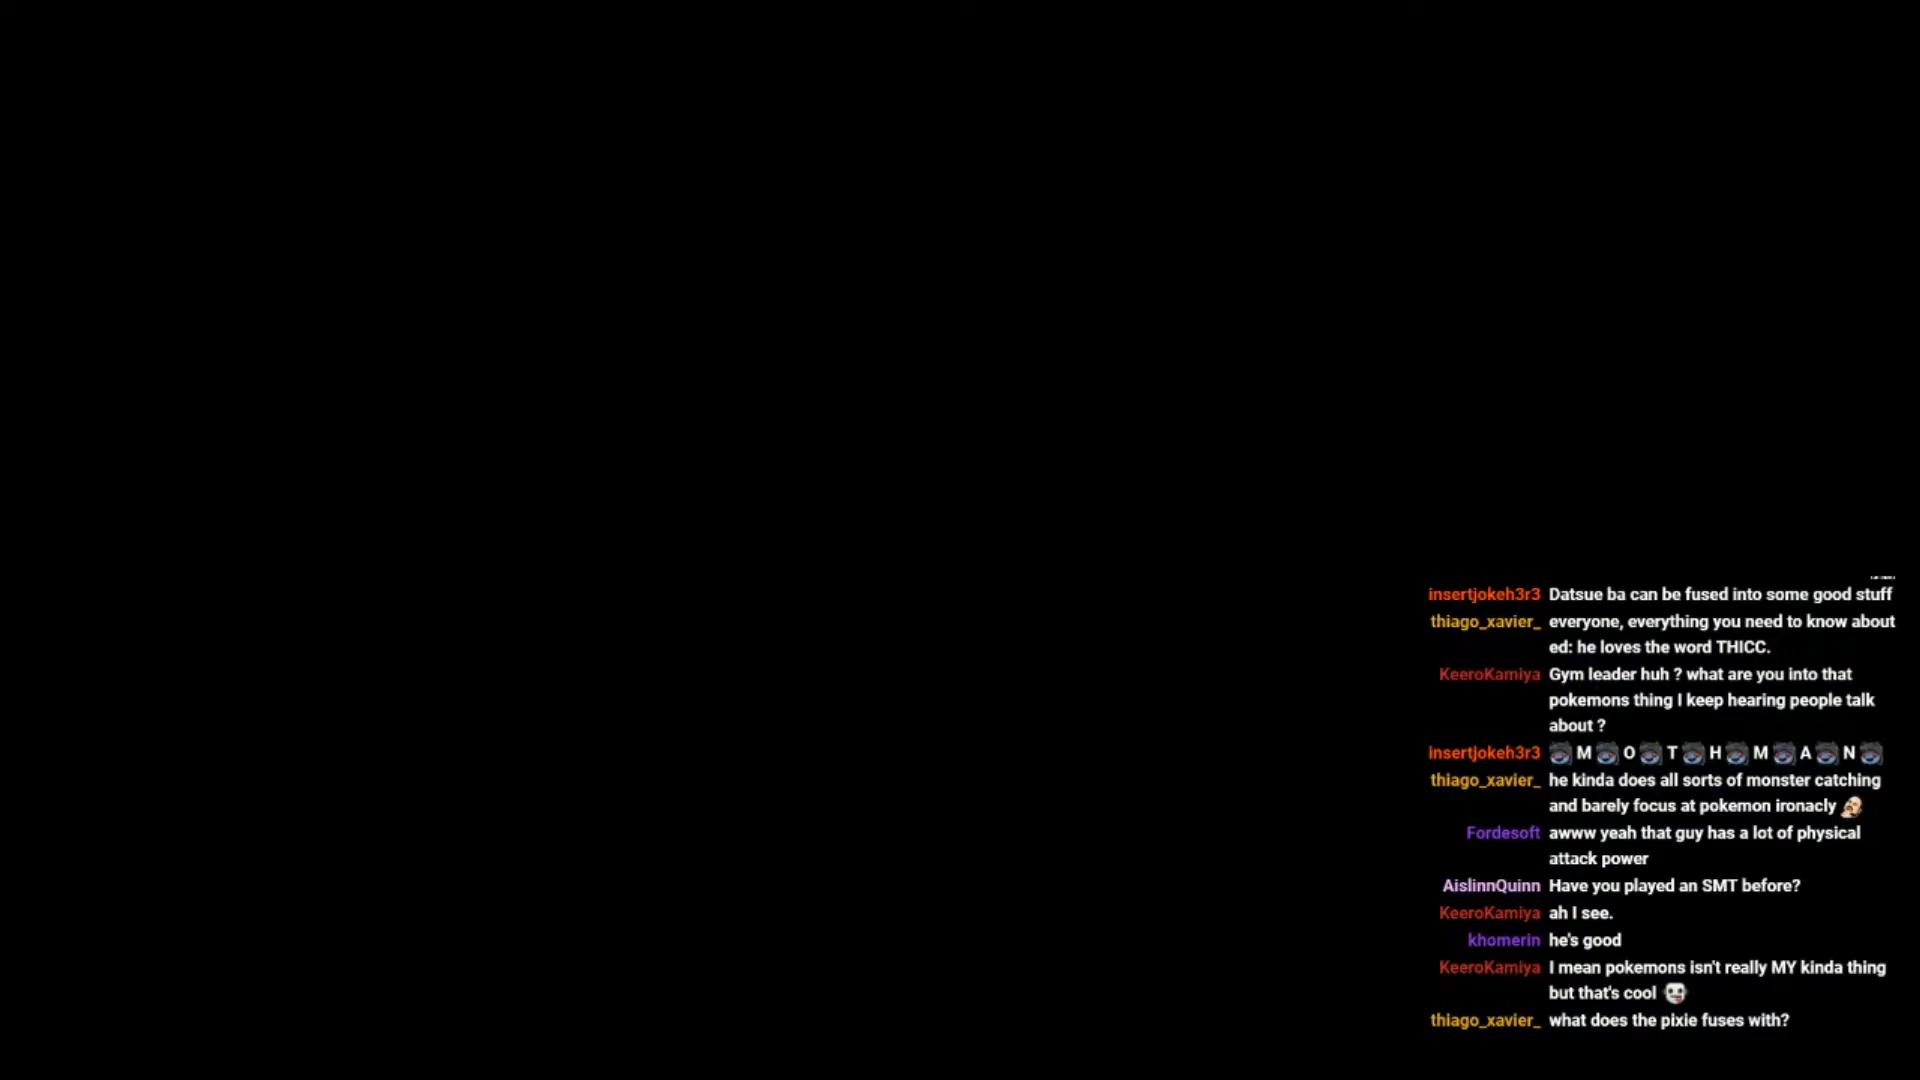 insertjokeh3r3 Datsue ba can be fused into some good stuff
thiago_xavier_ everyone, everything you need to know about
ed: he loves the word THICC.
KeeroKamiya Gym leader huh ? what are you into that
pokemons thing I keep hearing people talk
about ?
insertjokeh3r3 M O T H M A N
thiago_xavier_ he kinda does all sorts of monster catching
and barely focus at pokemon ironacly
Fordesoft awww yeah that guy has a lot of physical
attack power
AislinnQuinn Have you played an SMT before?
KeeroKamiya ah I see.
khomerin he's good
KeeroKamiya I mean pokemons isn't really MY kinda thing
but that's cool
thiago_xavier_ what does the pixie fuses with?